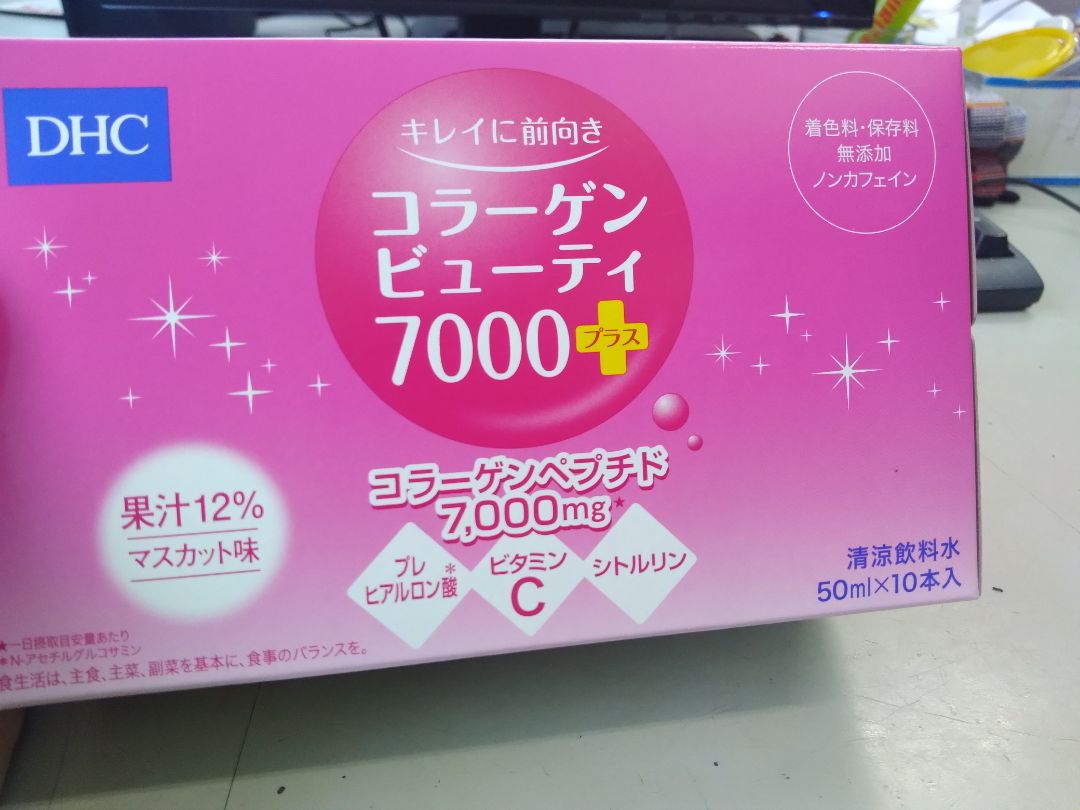 DHC
キレイに前向き
コラーゲン
ビューティ
7000
プラス
着色料・保存料
無添加
ノンカフェイン
コラーゲンペプチド
7,000mg★
プレ
ヒアルロン酸*
ビタミン
C
シトルリン
果汁12%
マスカット味
清涼飲料水
50ml×10本入
★一日摂取目安量あたり
*N-アセチルグルコサミン
食生活は、主食、主菜、副菜を基本に、食事のバランスを。